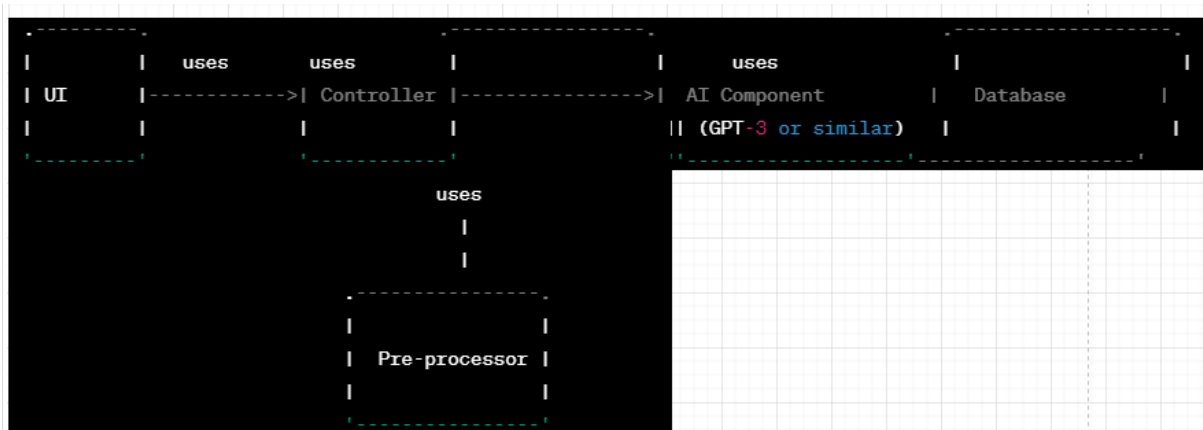 uses uses uses
UI Controller AI Component Database
(GPT-3 or similar)
uses
Pre-processor